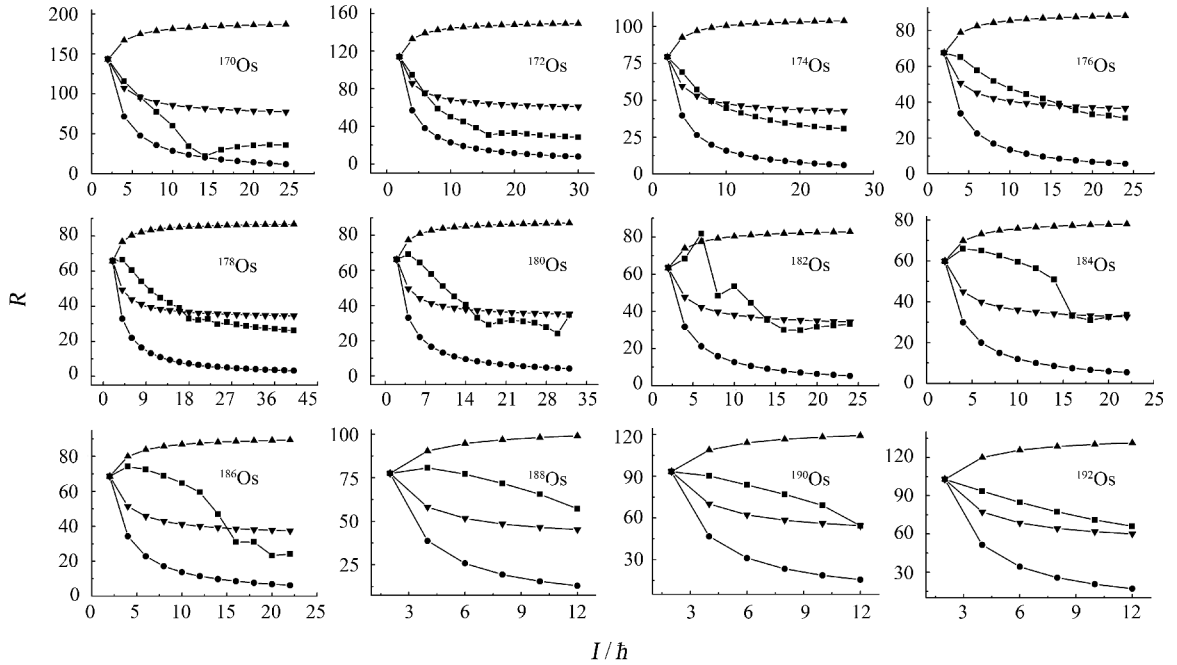 200 150 100 50 0
¹⁷⁰Os
0 5 10 15 20 25
160 120 80 40 0
¹⁷²Os
0 10 20 30
100 75 50 25 0
¹⁷⁴Os
0 10 20 30
80 60 40 20 0
¹⁷⁶Os
0 5 10 15 20 25
R
80 60 40 20 0
¹⁷⁸Os
0 9 18 27 36 45
80 60 40 20 0
¹⁸⁰Os
0 7 14 21 28 35
80 60 40 20 0
¹⁸²Os
0 5 10 15 20 25
80 60 40 20 0
¹⁸⁴Os
0 5 10 15 20 25
80 60 40 20 0
¹⁸⁶Os
0 5 10 15 20 25
100 75 50 25
¹⁸⁸Os
3 6 9 12
120 90 60 30
¹⁹⁰Os
3 6 9 12
120 90 60 30
¹⁹²Os
3 6 9 12
I/ħ